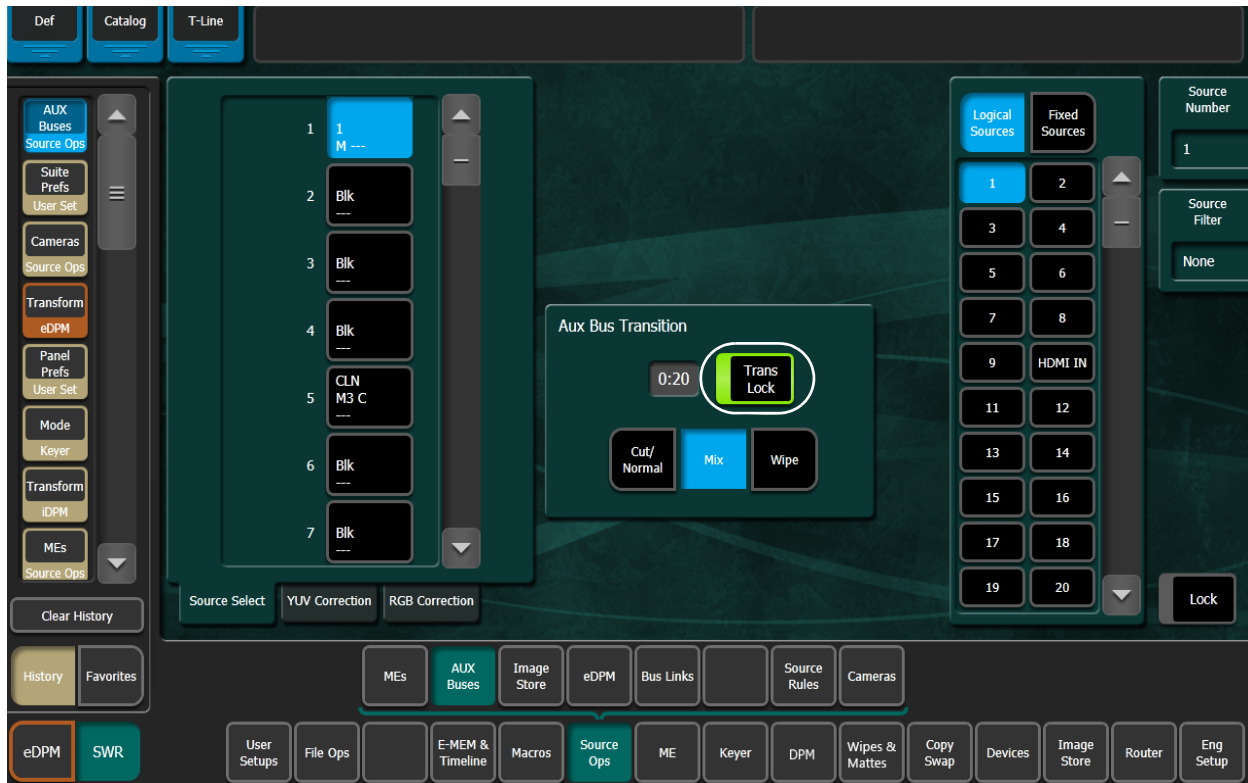 Def
Catalog
T-Line
AUX
Buses
Source Ops
Suite
Prefs
User Set
Cameras
Source Ops
Transform
eDPM
Panel
Prefs
User Set
Mode
Keyer
Transform
iDPM
MEs
Source Ops
Clear History
History
Favorites
eDPM
SWR
1
1
M ---
2
Blk
---
3
Blk
---
4
Blk
---
5
CLN
M3 C
---
6
Blk
---
7
Blk
---
Source Select
YUV Correction
RGB Correction
Aux Bus Transition
0:20
Trans
Lock
Cut/
Normal
Mix
Wipe
Logical
Sources
Fixed
Sources
1
2
3
4
5
6
7
8
9
HDMI IN
11
12
13
14
15
16
17
18
19
20
Source
Number
1
Source
Filter
None
Lock
MEs
AUX
Buses
Image
Store
eDPM
Bus Links
Source
Rules
Cameras
User
Setups
File Ops
E-MEM &
Timeline
Macros
Source
Ops
ME
Keyer
DPM
Wipes &
Mattes
Copy
Swap
Devices
Image
Store
Router
Eng
Setup